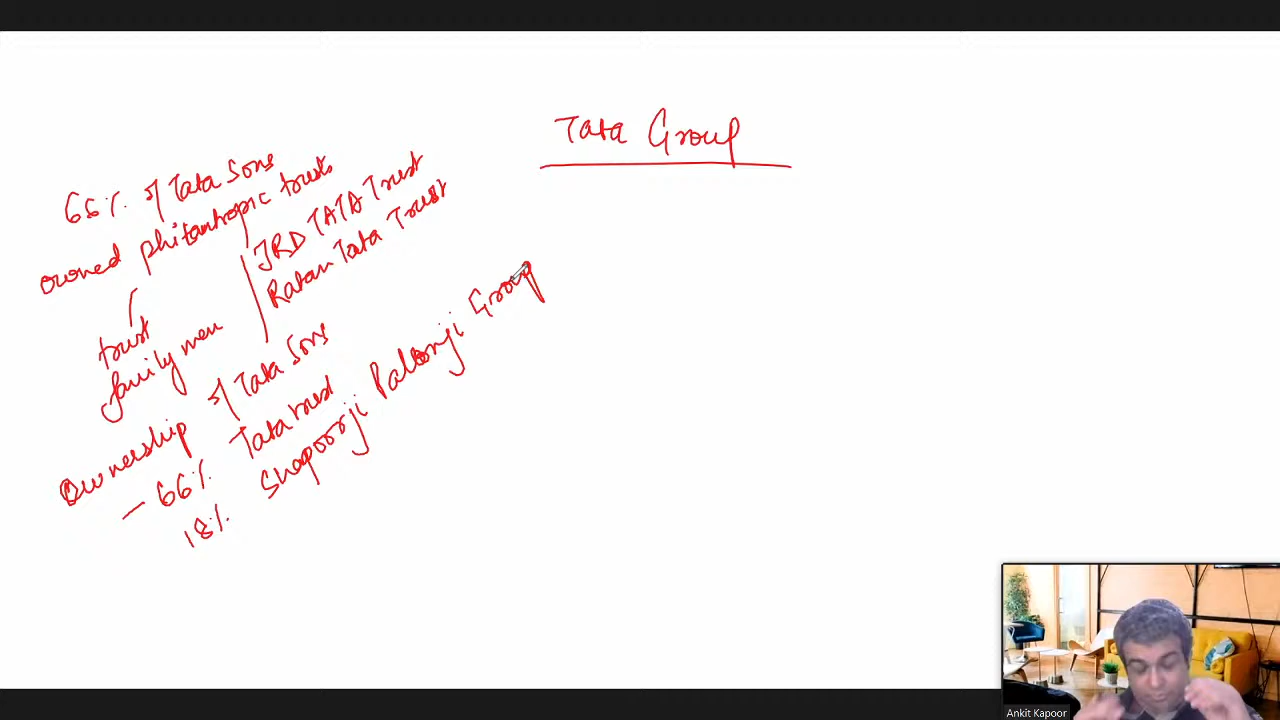 Tata Group
66% of Tata Sons
owned philantropic trusts
JRD TATA Trust
Ratan Tata Trust
trust
family men
Ownership of Tata Sons
- 66% Tata trust
18% Shapoorji Pallonji Group
Ankit Kapoor